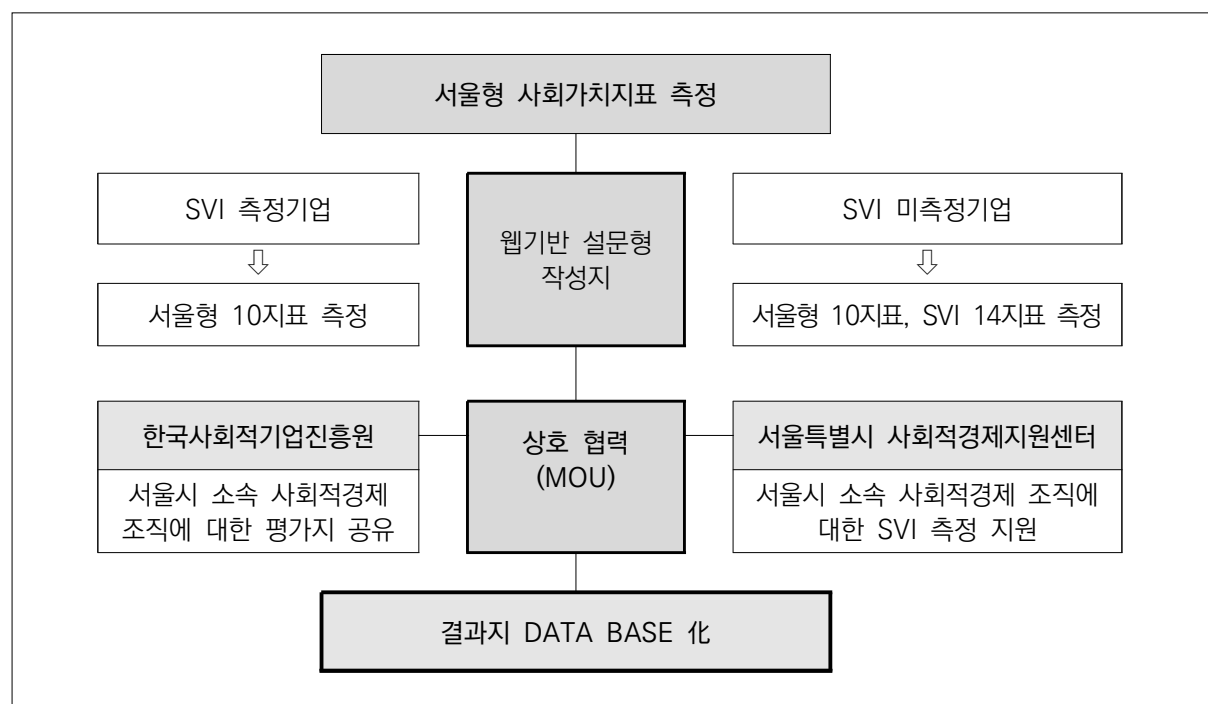 서울형 사회가치지표 측정
SVI 측정기업
⇩
서울형 10지표 측정
웹기반 설문형
작성지
SVI 미측정기업
⇩
서울형 10지표, SVI 14지표 측정
한국사회적기업진흥원
서울시 소속 사회적경제
조직에 대한 평가지 공유
상호 협력
(MOU)
서울특별시 사회적경제지원센터
서울시 소속 사회적경제 조직에
대한 SVI 측정 지원
결과지 DATA BASE 化